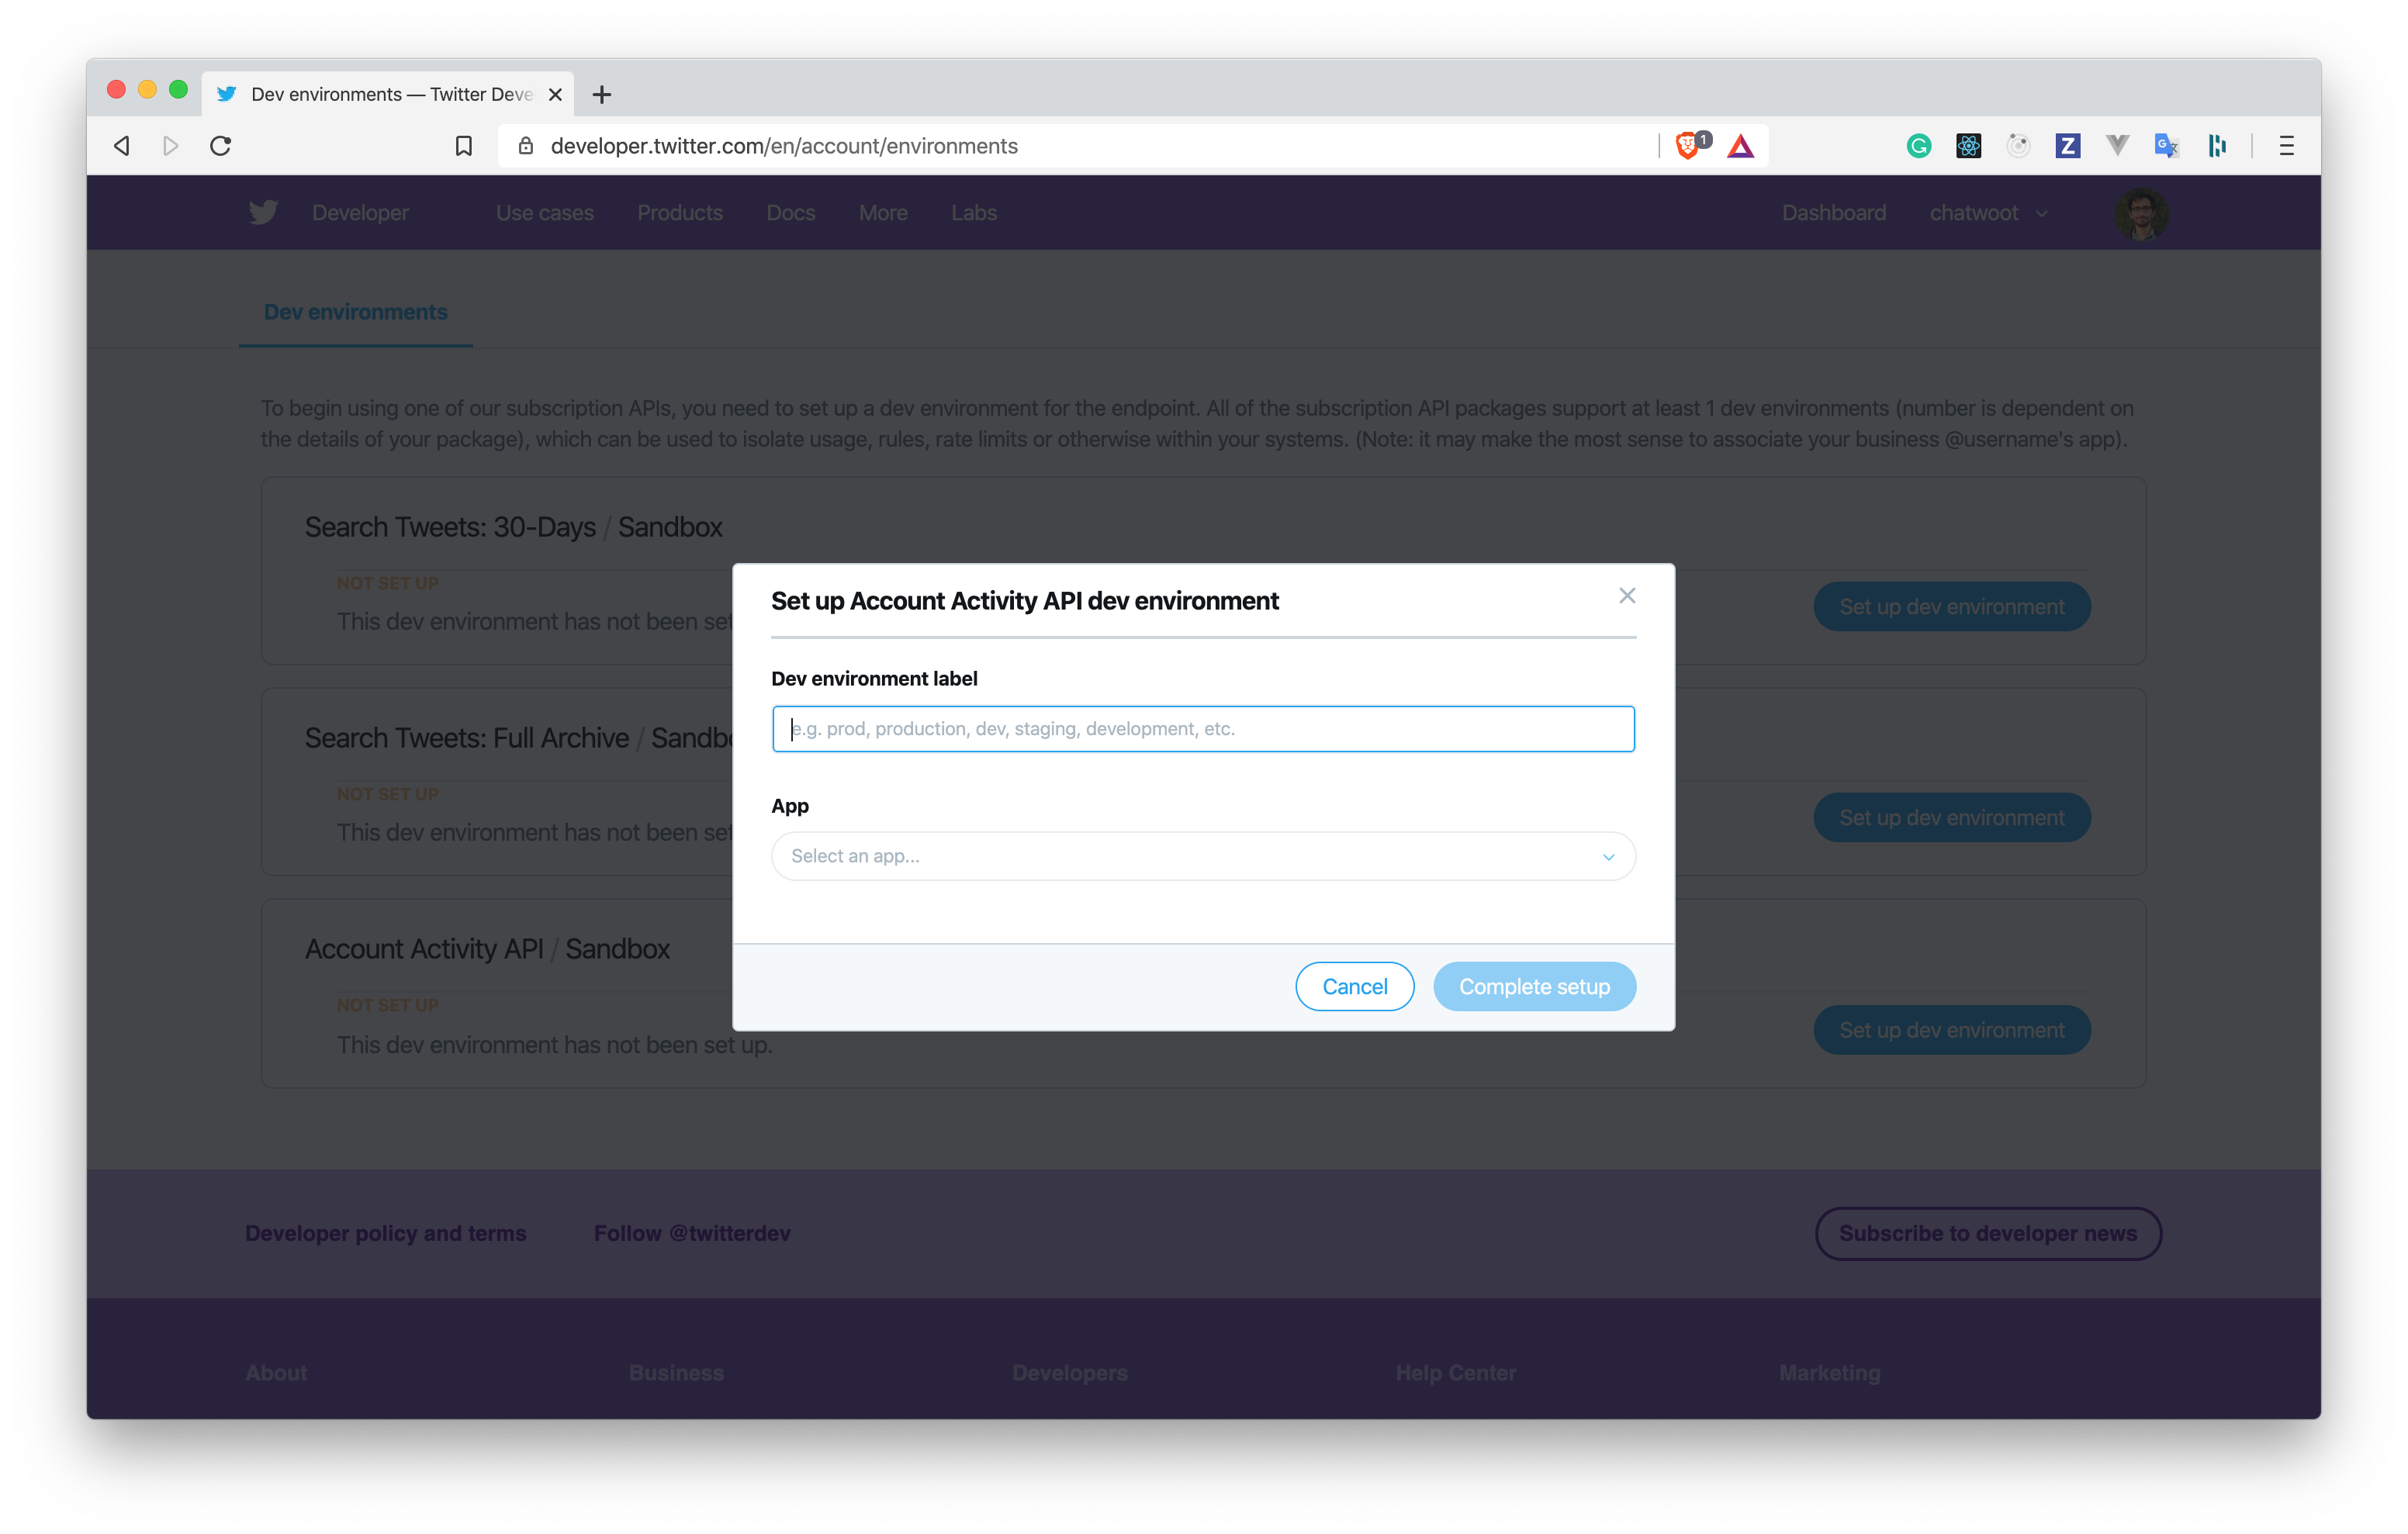 Dev environments — Twitter Deve
developer.twitter.com/en/account/environments
1
Developer
Use cases
Products
Docs
More
Labs
Dashboard
chatwoot
Dev environments
To begin using one of our subscription APIs, you need to set up a dev environment for the endpoint. All of the subscription API packages support at least 1 dev environments (number is dependent on
the details of your package), which can be used to isolate usage, rules, rate limits or otherwise within your systems. (Note: it may make the most sense to associate your business @username's app).
Search Tweets: 30-Days / Sandbox
NOT SET UP
This dev environment has not been set
Set up dev environment
Search Tweets: Full Archive / Sandbo
NOT SET UP
This dev environment has not been set
Set up dev environment
Account Activity API / Sandbox
NOT SET UP
This dev environment has not been set up.
Set up dev environment
Set up Account Activity API dev environment
Dev environment label
e.g. prod, production, dev, staging, development, etc.
App
Select an app...
Cancel
Complete setup
Developer policy and terms
Follow @twitterdev
Subscribe to developer news
About
Business
Developers
Help Center
Marketing